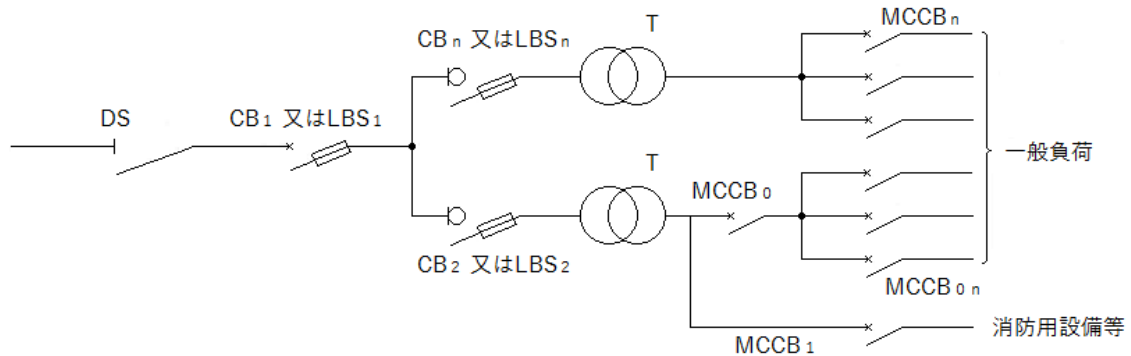 MCCBn
T
CBn 又はLBSn
DS
CB1 又はLBS1
一般負荷
T
MCCB0
CB2 又はLBS2
MCCB0n
消防用設備等
MCCB1